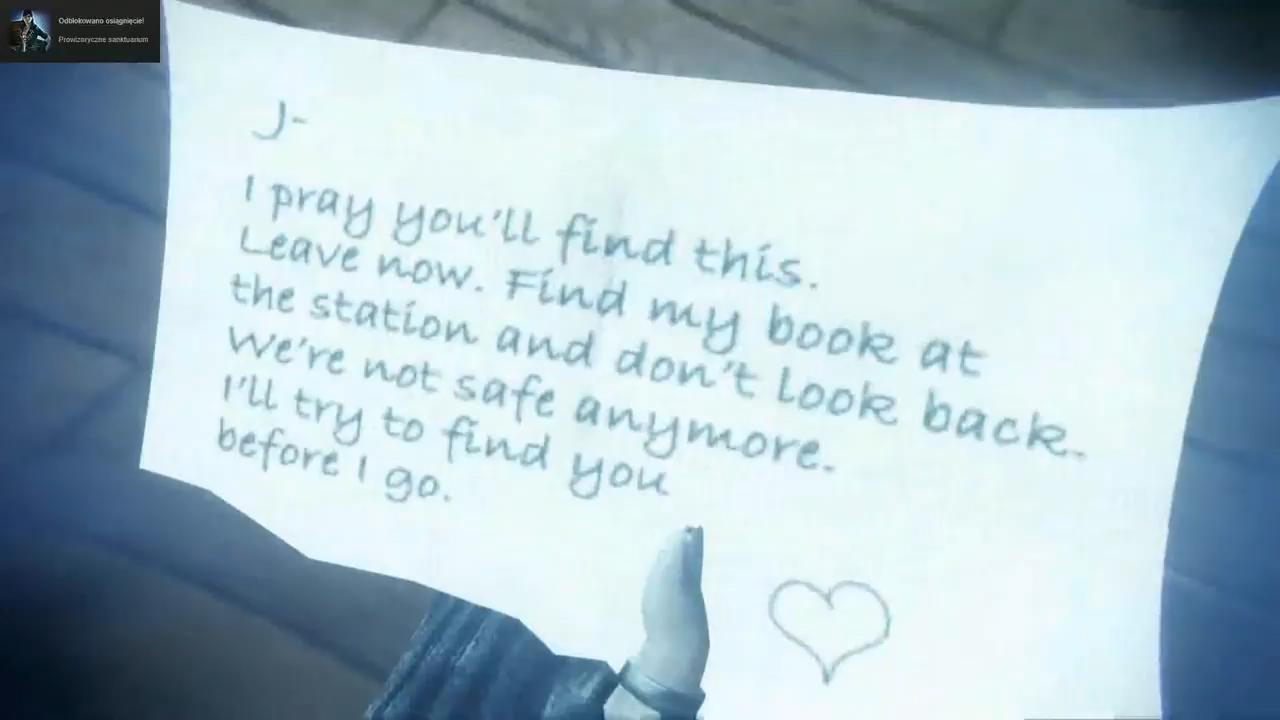 Odblokowano osiągnięcie!
Prowizoryczne sanktuarium
J-
I pray you'll find this.
Leave now. Find my book at
the station and don't look back.
We're not safe anymore.
I'll try to find you
before I go.